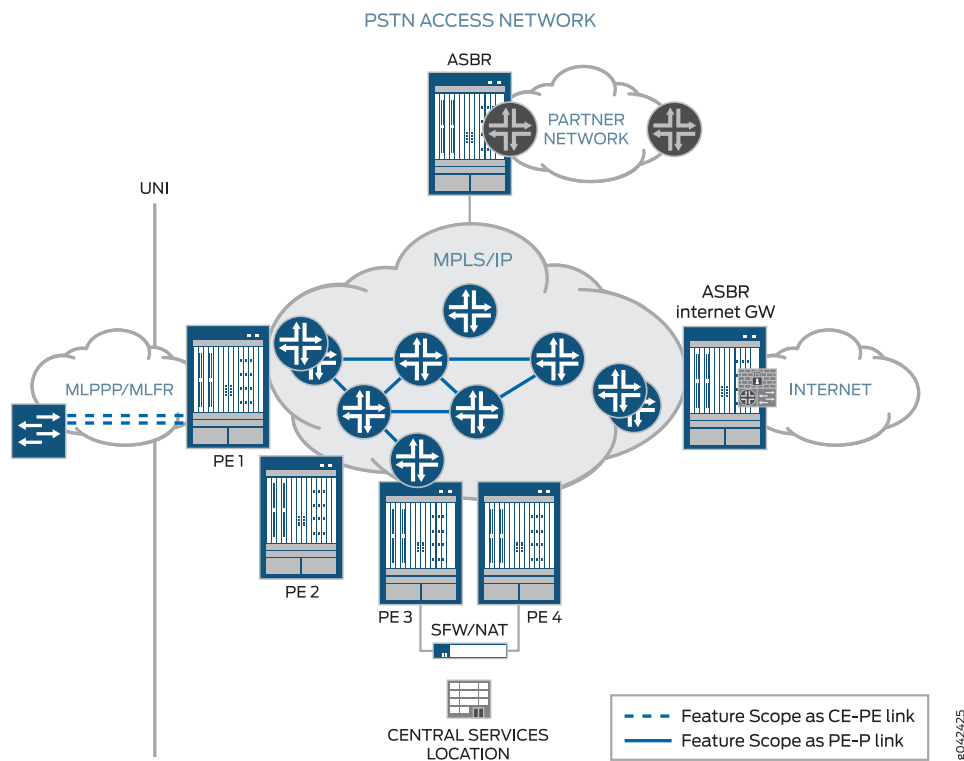 PSTN ACCESS NETWORK
ASBR
PARTNER
NETWORK
UNI
MPLS/IP
ASBR
internet GW
MLPPP/MLFR
INTERNET
PE 1
PE 2
PE 3
PE 4
SFW/NAT
CENTRAL SERVICES
LOCATION
Feature Scope as CE-PE link
Feature Scope as PE-P link
g042425